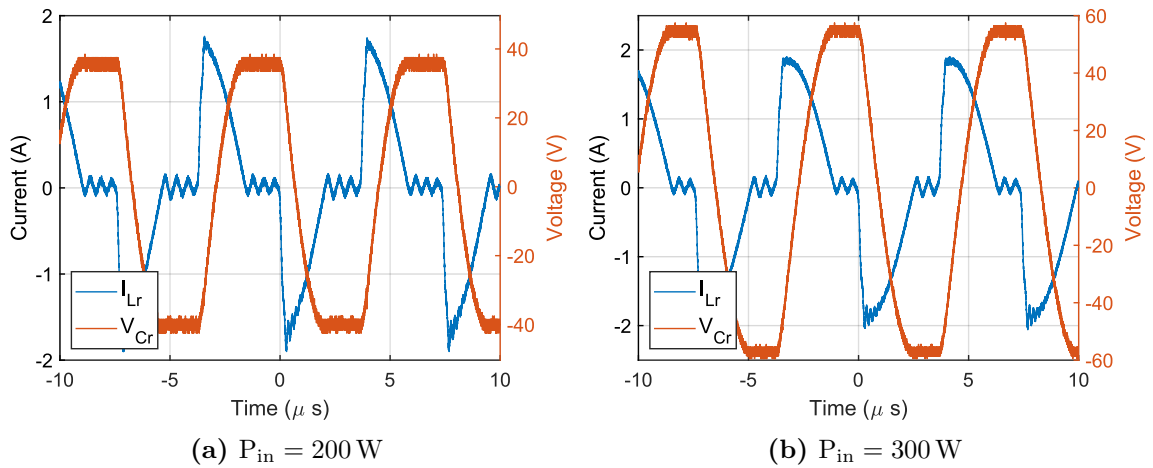 2
1
0
-1
-2
Current (A)
40
20
0
-20
-40
Voltage (V)
I_Lr
V_Cr
-10 -5 0 5 10
Time (μ s)
(a) P_in = 200 W
2
1
0
-1
-2
Current (A)
60
40
20
0
-20
-40
-60
Voltage (V)
I_Lr
V_Cr
-10 -5 0 5 10
Time (μ s)
(b) P_in = 300 W